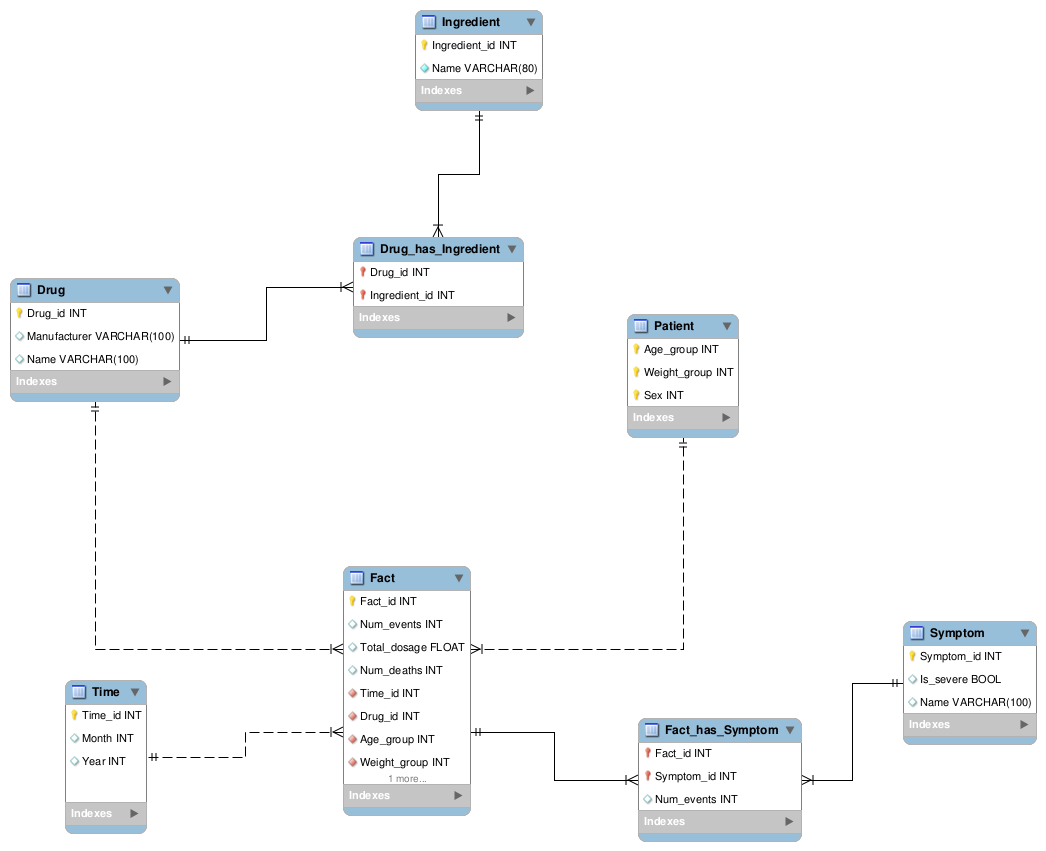 Ingredient
Ingredient_id INT
Name VARCHAR(80)
Indexes
Drug_has_Ingredient
Drug_id INT
Ingredient_id INT
Indexes
Drug
Drug_id INT
Manufacturer VARCHAR(100)
Name VARCHAR(100)
Indexes
Patient
Age_group INT
Weight_group INT
Sex INT
Indexes
Fact
Fact_id INT
Num_events INT
Total_dosage FLOAT
Num_deaths INT
Time_id INT
Drug_id INT
Age_group INT
Weight_group INT
1 more...
Indexes
Time
Time_id INT
Month INT
Year INT
Indexes
Symptom
Symptom_id INT
Is_severe BOOL
Name VARCHAR(100)
Indexes
Fact_has_Symptom
Fact_id INT
Symptom_id INT
Num_events INT
Indexes